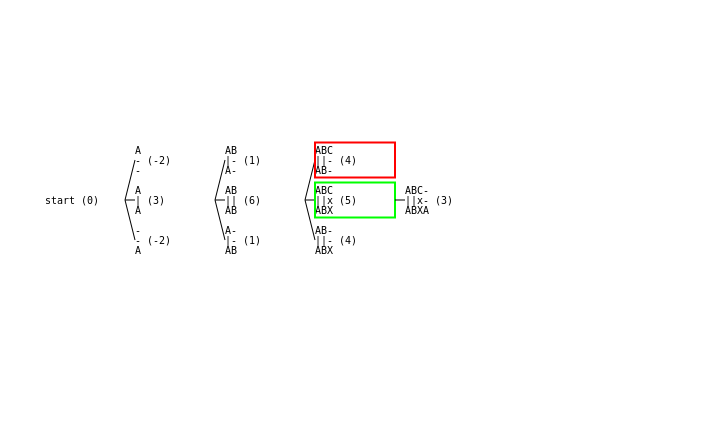 A
- (-2)
-
A
| (3)
A
-
- (-2)
A
start (0)
AB
|- (1)
A-
AB
|| (6)
AB
A-
|- (1)
AB
ABC
||- (4)
AB-
ABC
||x (5)
ABX
AB-
||- (4)
ABX
ABC-
||x- (3)
ABXA